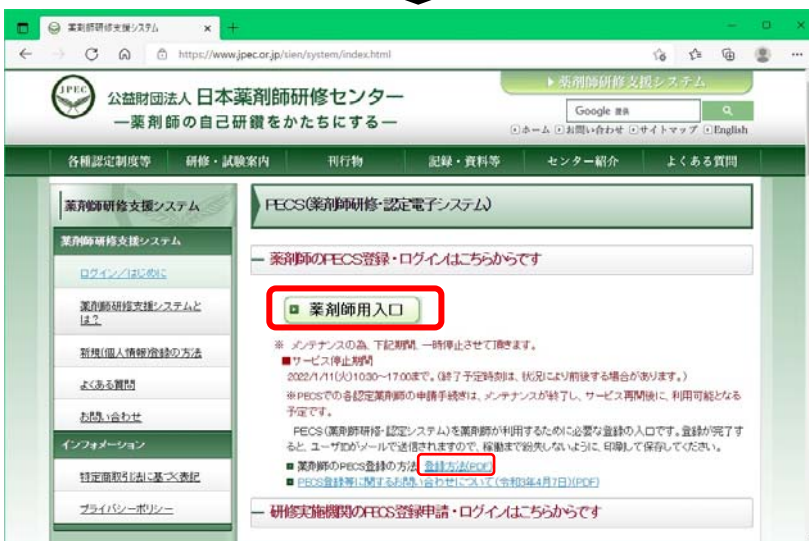 薬剤師研修支援システム
https://www.jpec.or.jp/sien/system/index.html
JPEC
公益財団法人 日本薬剤師研修センター
―薬剤師の自己研鑽をかたちにする―
薬剤師研修支援システム
Google 検索
ホーム お問い合わせ サイトマップ English
各種認定制度等 研修・試験案内 刊行物 記録・資料等 センター紹介 よくある質問
薬剤師研修支援システム
薬剤師研修支援システム
ログイン/はじめに
薬剤師研修支援システムと
は?
新規(個人情報)登録の方法
よくある質問
お問い合わせ
インフォメーション
特定商取引法に基づく表記
プライバシーポリシー
PECS(薬剤師研修・認定電子システム)
薬剤師のPECS登録・ログインはこちらからです
薬剤師用入口
※ メンテナンスの為、下記期間、一時停止させて頂きます。
■サービス停止期間
2022/1/11(火)10:30～17:00まで。(終了予定時刻は、状況により前後する場合があります。)
※PECSでの各認定薬剤師の申請手続きは、メンテナンスが終了し、サービス再開後に、利用可能となる
予定です。
PECS(薬剤師研修・認定システム)を薬剤師が利用するために必要な登録の入口です。登録が完了す
ると、ユーザIDがメールで送信されますので、稼働まで紛失しないように、印刷して保存してください。
■ 薬剤師のPECS登録の方法 登録方法(PDF)
■ PECS登録等に関するお問い合わせについて(令和3年4月7日)(PDF)
研修実施機関のPECS登録申請・ログインはこちらからです